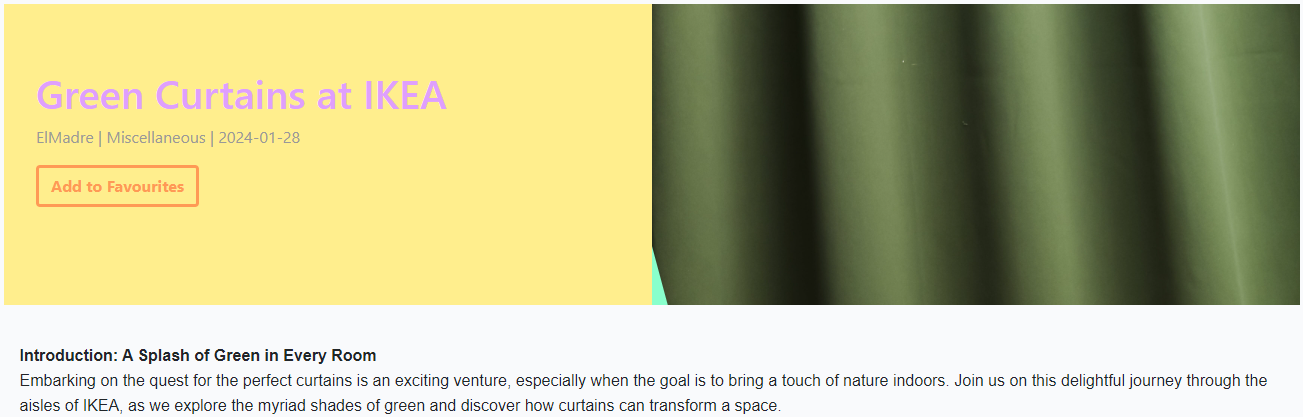 Green Curtains at IKEA
ElMadre | Miscellaneous | 2024-01-28
Add to Favourites
Introduction: A Splash of Green in Every Room
Embarking on the quest for the perfect curtains is an exciting venture, especially when the goal is to bring a touch of nature indoors. Join us on this delightful journey through the
aisles of IKEA, as we explore the myriad shades of green and discover how curtains can transform a space.